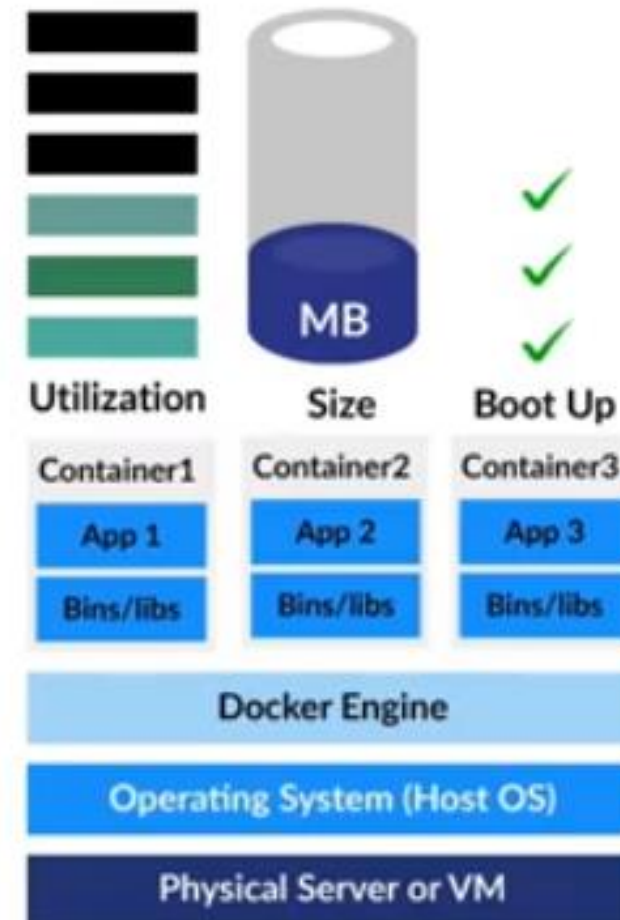 MB
Utilization Size Boot Up
Container1 Container2 Container3
App 1 App 2 App 3
Bins/libs Bins/libs Bins/libs
Docker Engine
Operating System (Host OS)
Physical Server or VM